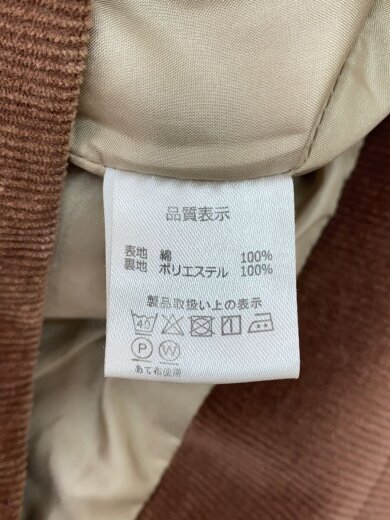 品質表示
表地 綿 100%
裏地 ポリエステル 100%
製品取扱い上の表示
40
P W
あて布使用